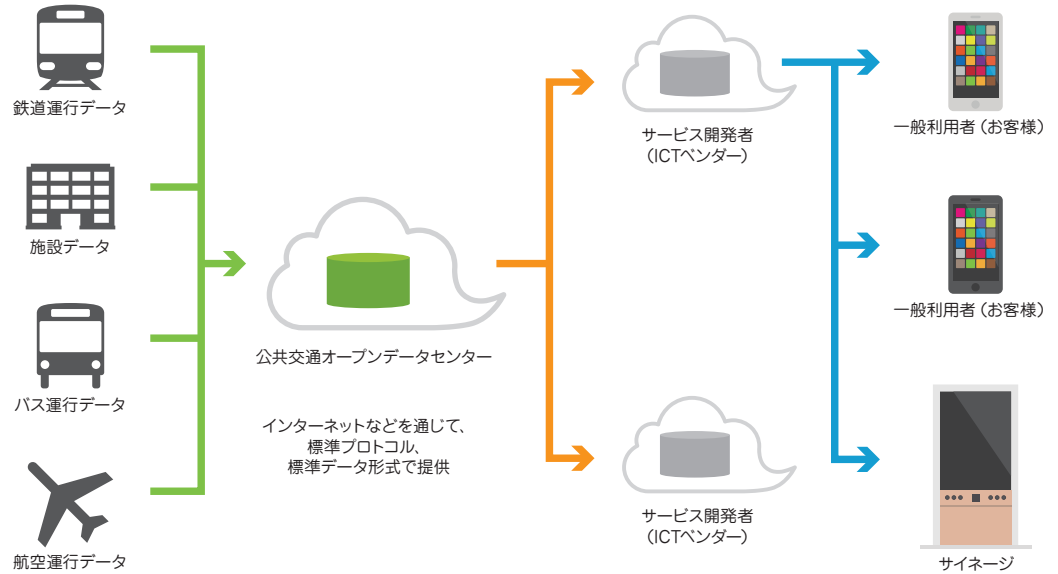 鉄道運行データ
施設データ
バス運行データ
航空運行データ
公共交通オープンデータセンター
インターネットなどを通じて、
標準プロトコル、
標準データ形式で提供
サービス開発者
（ICTベンダー）
サービス開発者
（ICTベンダー）
一般利用者（お客様）
一般利用者（お客様）
サイネージ